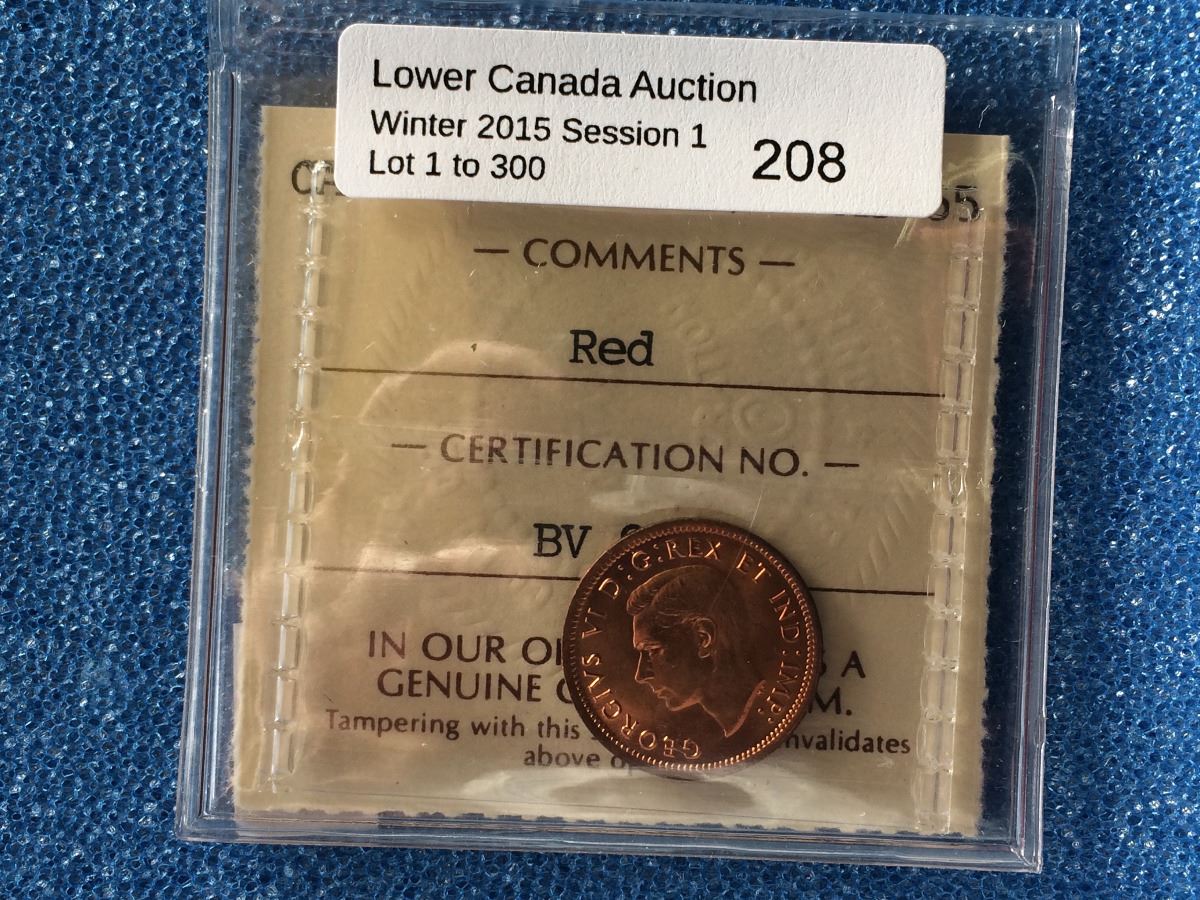 Lower Canada Auction
Winter 2015 Session 1
Lot 1 to 300
208
— COMMENTS —
Red
— CERTIFICATION NO. —
BV
GEORGIVS VI D:G:REX ET IND:IMP:
IN OUR A
GENUINE
Tampering with this
above